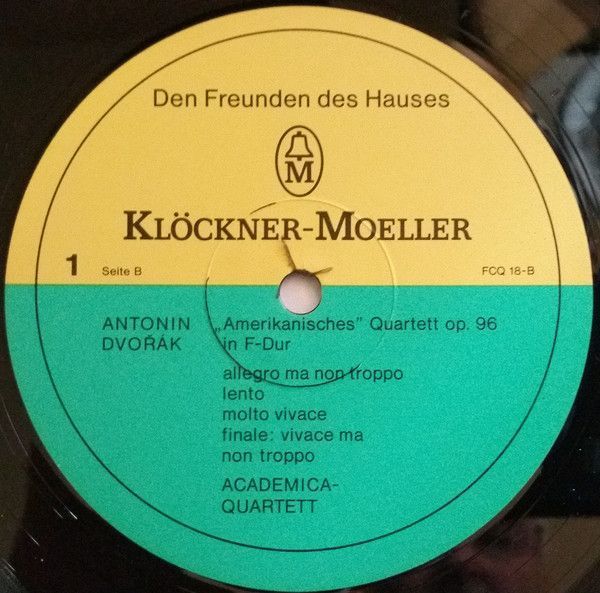 Den Freunden des Hauses
M
KLÖCKNER-MOELLER
1 Seite B FCQ 18-B
ANTONIN DVOŘÁK
„Amerikanisches” Quartett op. 96
in F-Dur
allegro ma non troppo
lento
molto vivace
finale: vivace ma
non troppo
ACADEMICA-
QUARTETT